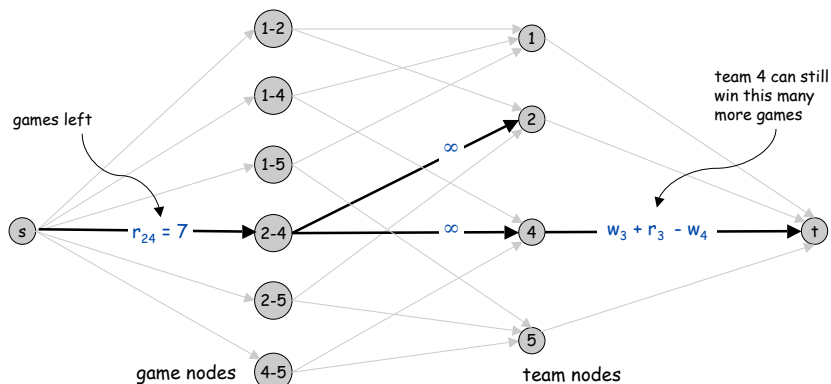 1-2
1
team 4 can still
win this many
more games
1-4
games left
2
∞
1-5
s
r24 = 7
2-4
∞
4
w3 + r3 - w4
t
2-5
5
4-5
game nodes
team nodes